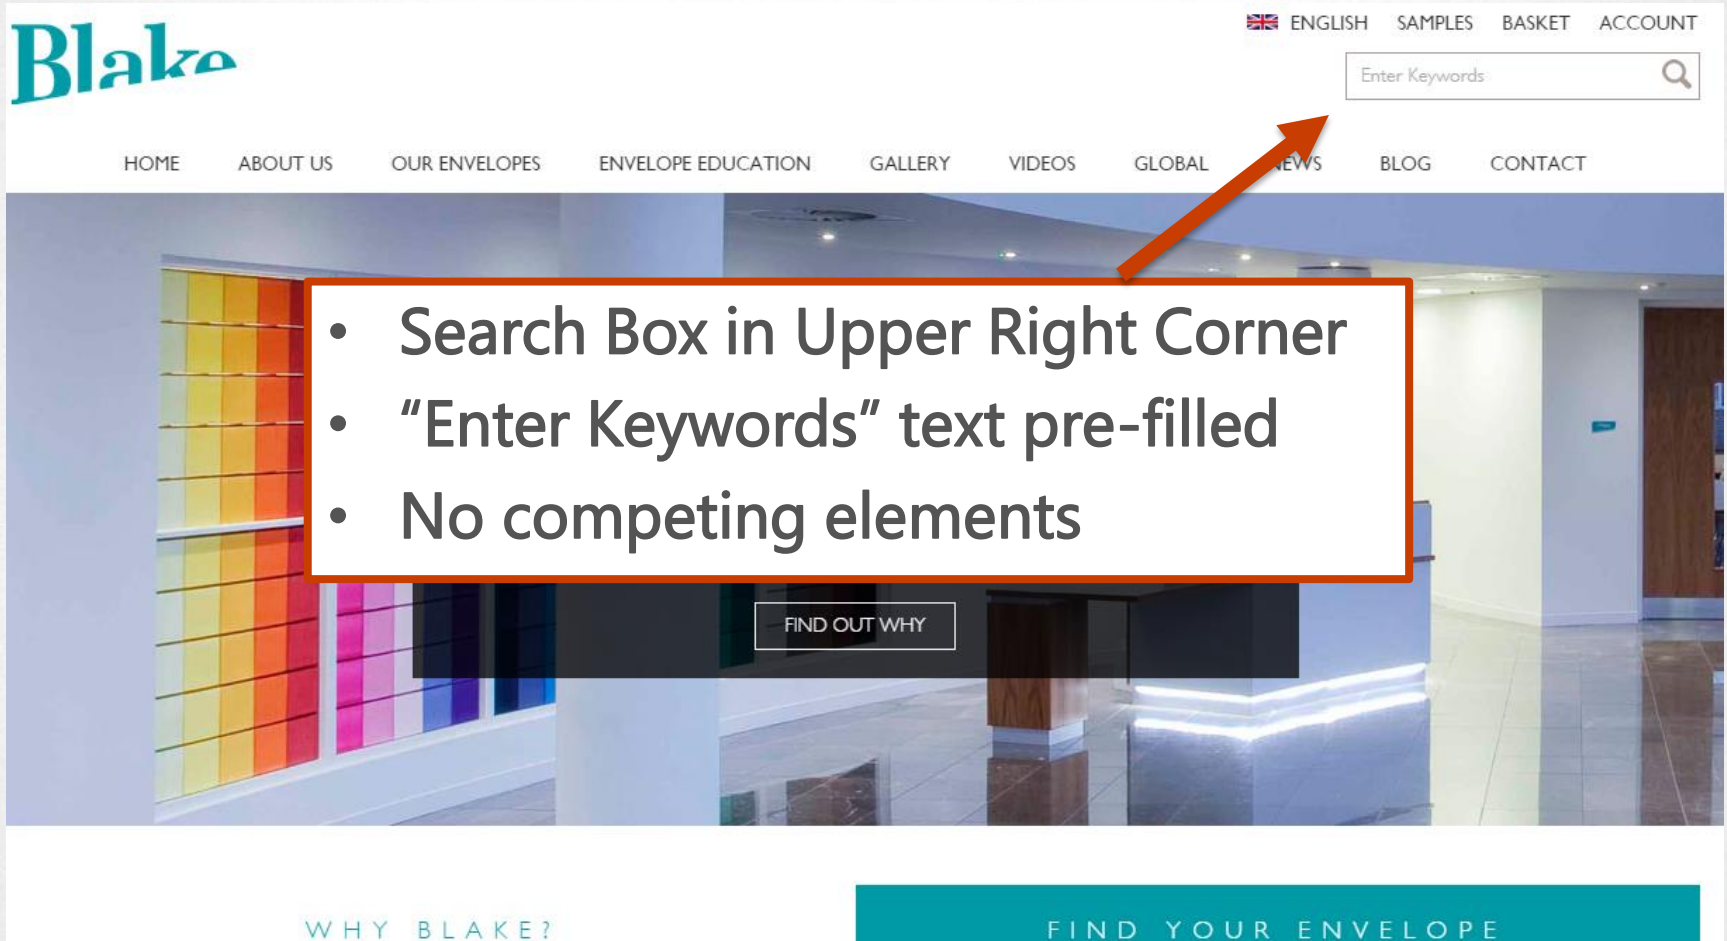 Blake
ENGLISH SAMPLES BASKET ACCOUNT
Enter Keywords
HOME ABOUT US OUR ENVELOPES ENVELOPE EDUCATION GALLERY VIDEOS GLOBAL NEWS BLOG CONTACT
• Search Box in Upper Right Corner
• “Enter Keywords” text pre-filled
• No competing elements
FIND OUT WHY
WHY BLAKE?
FIND YOUR ENVELOPE